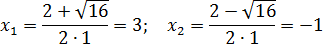 x₁ = (2 + √16)/(2 · 1) = 3;   x₂ = (2 − √16)/(2 · 1) = −1